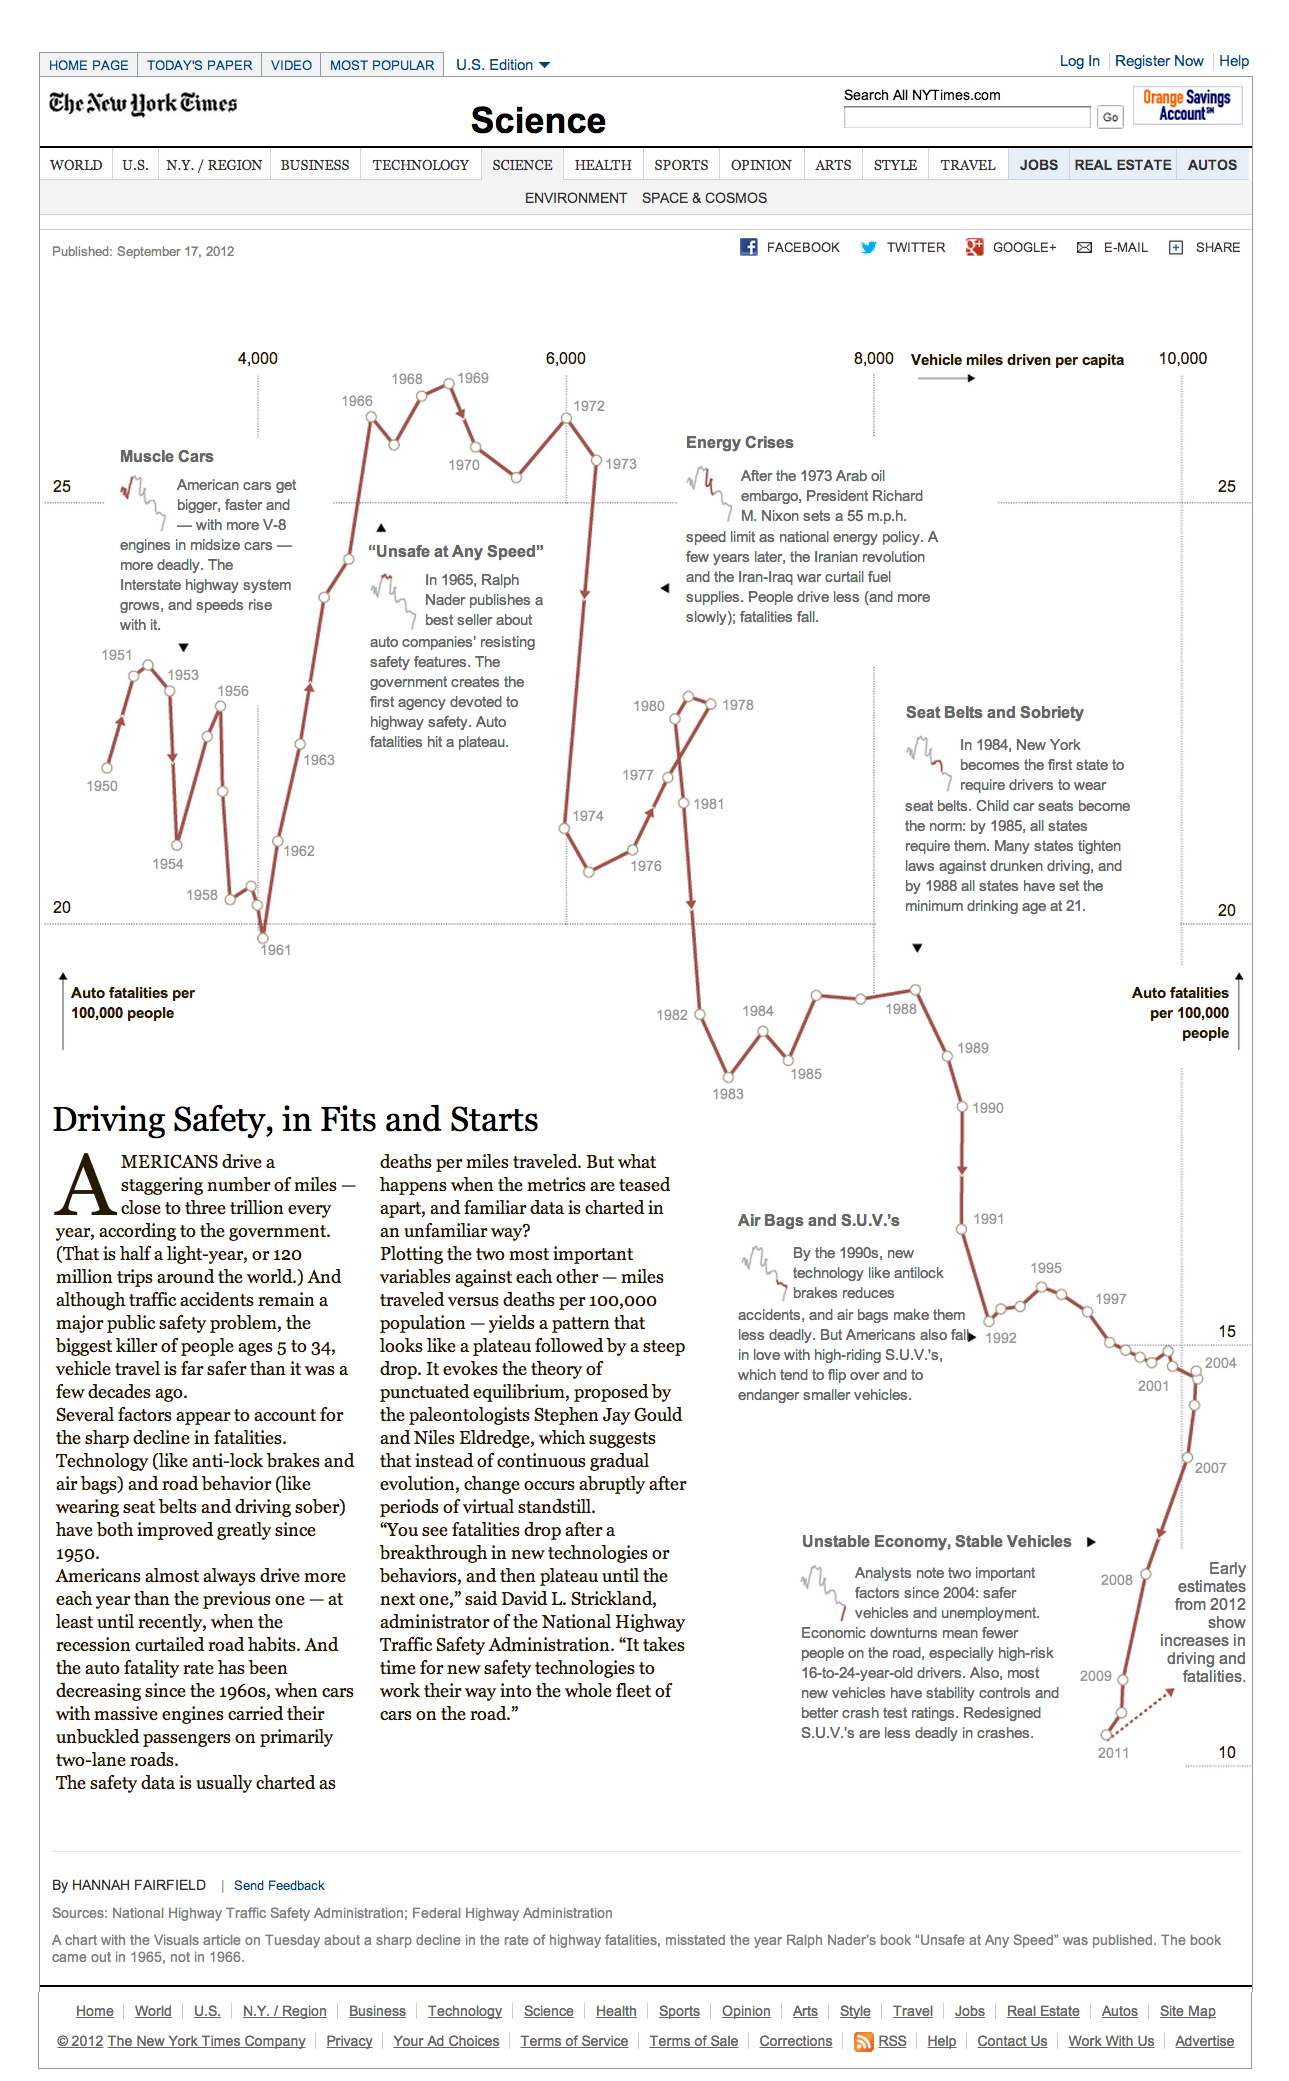 HOME PAGE TODAY'S PAPER VIDEO MOST POPULAR U.S. Edition
Log In Register Now Help
The New York Times
Science
Search All NYTimes.com
Go
Orange Savings
Account℠
WORLD U.S. N.Y. / REGION BUSINESS TECHNOLOGY SCIENCE HEALTH SPORTS OPINION ARTS STYLE TRAVEL JOBS REAL ESTATE AUTOS
ENVIRONMENT SPACE & COSMOS
Published: September 17, 2012
FACEBOOK TWITTER GOOGLE+ E-MAIL SHARE
4,000 6,000 8,000 Vehicle miles driven per capita 10,000
1966
1968
1969
1970
1972
1973
25
25
Muscle Cars
American cars get
bigger, faster and
— with more V-8
engines in midsize cars —
more deadly. The
Interstate highway system
grows, and speeds rise
with it.
“Unsafe at Any Speed”
In 1965, Ralph
Nader publishes a
best seller about
auto companies’ resisting
safety features. The
government creates the
first agency devoted to
highway safety. Auto
fatalities hit a plateau.
Energy Crises
After the 1973 Arab oil
embargo, President Richard
M. Nixon sets a 55 m.p.h.
speed limit as national energy policy. A
few years later, the Iranian revolution
and the Iran-Iraq war curtail fuel
supplies. People drive less (and more
slowly); fatalities fall.
1951
1953
1956
1950
1954
1958
1961
1962
1963
1980
1978
1977
1981
1974
1976
Seat Belts and Sobriety
In 1984, New York
becomes the first state to
require drivers to wear
seat belts. Child car seats become
the norm: by 1985, all states
require them. Many states tighten
laws against drunken driving, and
by 1988 all states have set the
minimum drinking age at 21.
20
20
Auto fatalities per
100,000 people
Auto fatalities
per 100,000
people
1982
1984
1983
1985
1988
1989
1990
1991
Driving Safety, in Fits and Starts
AMERICANS drive a
staggering number of miles —
close to three trillion every
year, according to the government.
(That is half a light-year, or 120
million trips around the world.) And
although traffic accidents remain a
major public safety problem, the
biggest killer of people ages 5 to 34,
vehicle travel is far safer than it was a
few decades ago.
Several factors appear to account for
the sharp decline in fatalities.
Technology (like anti-lock brakes and
air bags) and road behavior (like
wearing seat belts and driving sober)
have both improved greatly since
1950.
Americans almost always drive more
each year than the previous one — at
least until recently, when the
recession curtailed road habits. And
the auto fatality rate has been
decreasing since the 1960s, when cars
with massive engines carried their
unbuckled passengers on primarily
two-lane roads.
The safety data is usually charted as
deaths per miles traveled. But what
happens when the metrics are teased
apart, and familiar data is charted in
an unfamiliar way?
Plotting the two most important
variables against each other — miles
traveled versus deaths per 100,000
population — yields a pattern that
looks like a plateau followed by a steep
drop. It evokes the theory of
punctuated equilibrium, proposed by
the paleontologists Stephen Jay Gould
and Niles Eldredge, which suggests
that instead of continuous gradual
evolution, change occurs abruptly after
periods of virtual standstill.
“You see fatalities drop after a
breakthrough in new technologies or
behaviors, and then plateau until the
next one,” said David L. Strickland,
administrator of the National Highway
Traffic Safety Administration. “It takes
time for new safety technologies to
work their way into the whole fleet of
cars on the road.”
Air Bags and S.U.V.’s
By the 1990s, new
technology like antilock
brakes reduces
accidents, and air bags make them
less deadly. But Americans also fall
in love with high-riding S.U.V.'s,
which tend to flip over and to
endanger smaller vehicles.
1995
1997
1992
15
2004
2001
2007
Unstable Economy, Stable Vehicles
Analysts note two important
factors since 2004: safer
vehicles and unemployment.
Economic downturns mean fewer
people on the road, especially high-risk
16-to-24-year-old drivers. Also, most
new vehicles have stability controls and
better crash test ratings. Redesigned
S.U.V.’s are less deadly in crashes.
2008
2009
2011
Early
estimates
from 2012
show
increases in
driving and
fatalities.
10
By HANNAH FAIRFIELD | Send Feedback
Sources: National Highway Traffic Safety Administration; Federal Highway Administration
A chart with the Visuals article on Tuesday about a sharp decline in the rate of highway fatalities, misstated the year Ralph Nader’s book “Unsafe at Any Speed” was published. The book
came out in 1965, not in 1966.
Home World U.S. N.Y. / Region Business Technology Science Health Sports Opinion Arts Style Travel Jobs Real Estate Autos Site Map
© 2012 The New York Times Company Privacy Your Ad Choices Terms of Service Terms of Sale Corrections RSS Help Contact Us Work With Us Advertise